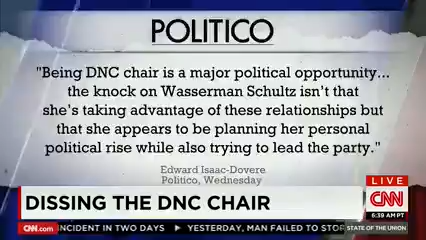 POLITICO
"Being DNC chair is a major political opportunity...
the knock on Wasserman Schultz isn't that
she's taking advantage of these relationships but
that she appears to be planning her personal
political rise while also trying to lead the party."
Edward Isaac-Dovere
Politico, Wednesday
LIVE
DISSING THE DNC CHAIR
CNN
6:39 AM PT
CNN.com
INCIDENT IN TWO DAYS
YESTERDAY, MAN FAILED TO STOP
STATE OF THE UNION